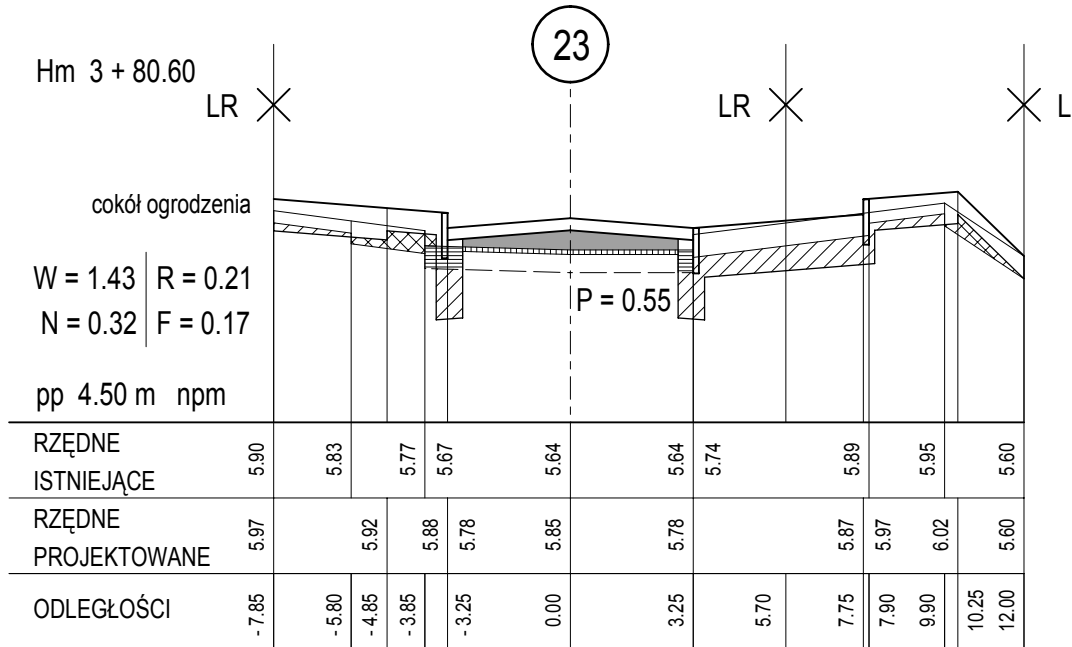 23
Hm 3 + 80.60
LR
LR
L
cokół ogrodzenia
W = 1.43 R = 0.21
N = 0.32 F = 0.17
P = 0.55
pp 4.50 m npm
RZĘDNE
ISTNIEJĄCE
5.90 5.83 5.77 5.67 5.64 5.64 5.74 5.89 5.95 5.60
RZĘDNE
PROJEKTOWANE
5.97 5.92 5.88 5.78 5.85 5.78 5.87 5.97 6.02 5.60
ODLEGŁOŚCI
- 7.85 - 5.80 - 4.85 - 3.85 - 3.25 0.00 3.25 5.70 7.75 7.90 9.90 10.25 12.00